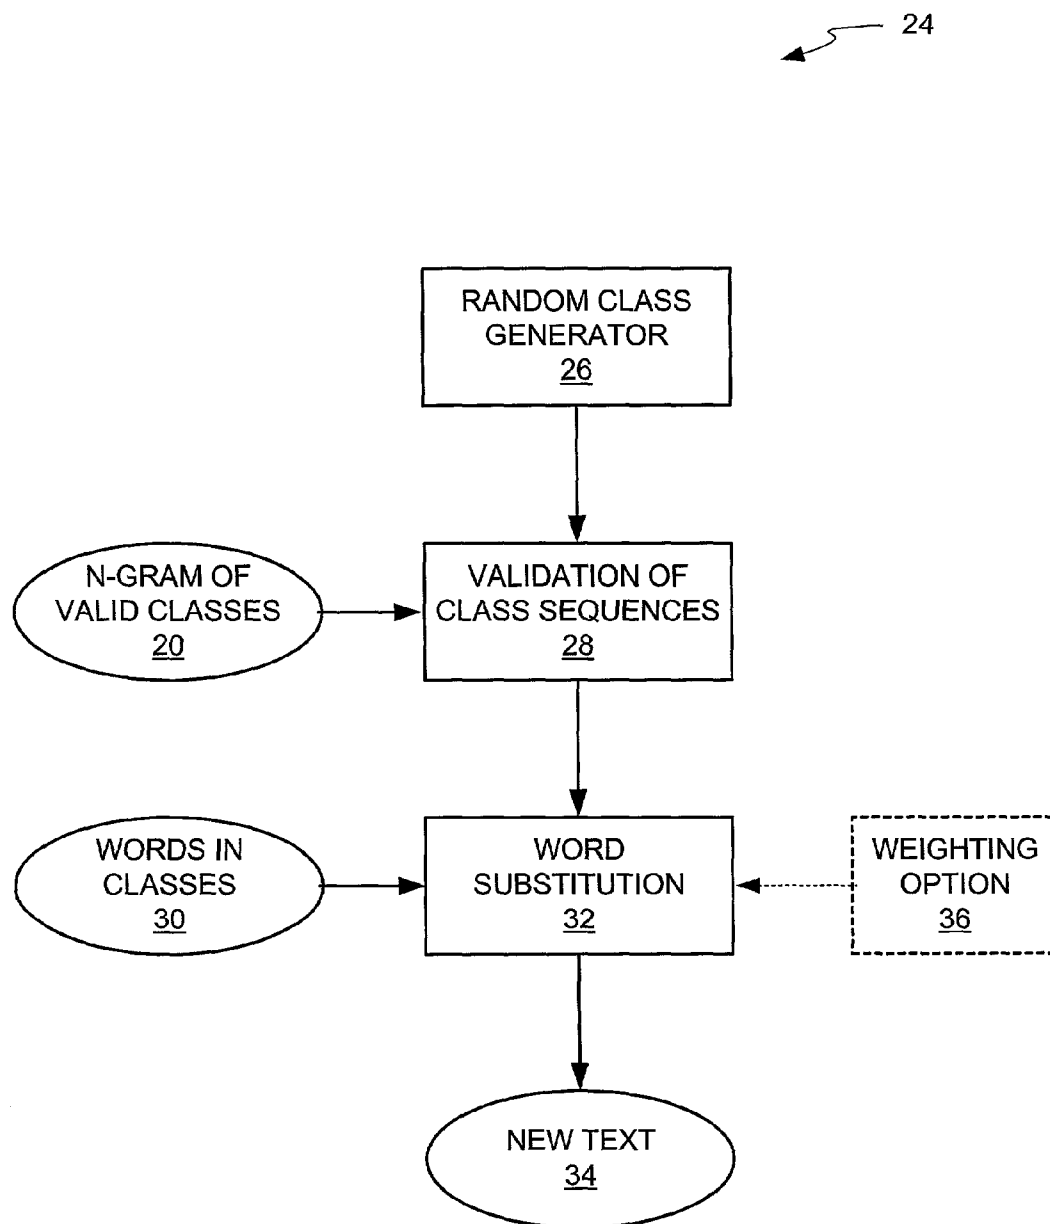 24
RANDOM CLASS
GENERATOR
26
N-GRAM OF
VALID CLASSES
20
VALIDATION OF
CLASS SEQUENCES
28
WORDS IN
CLASSES
30
WORD
SUBSTITUTION
32
WEIGHTING
OPTION
36
NEW TEXT
34